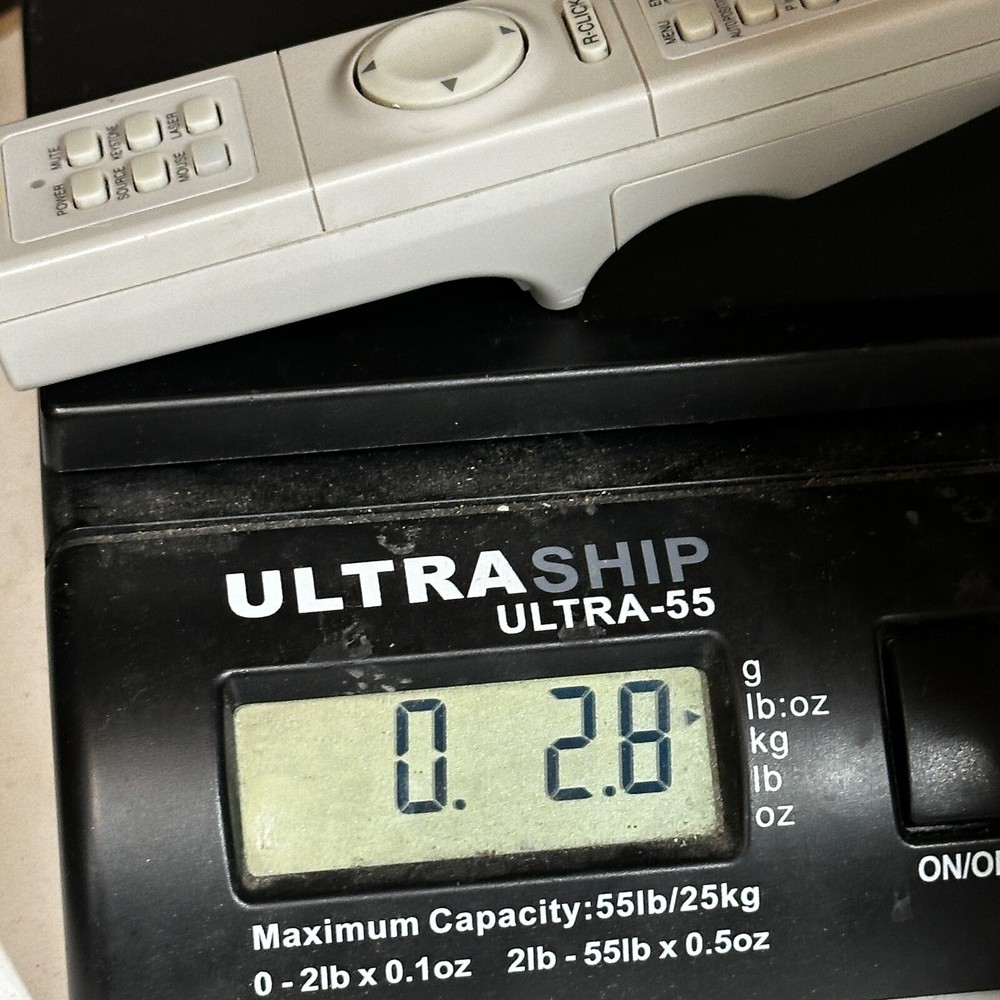 R-CLICK
MENU
MUTE
KEYSTONE
LASER
POWER
SOURCE
MOUSE
ULTRASHIP
ULTRA-55
0. 2.8
g
lb:oz
kg
lb
oz
Maximum Capacity:55lb/25kg
0 - 2lb x 0.1oz 2lb - 55lb x 0.5oz